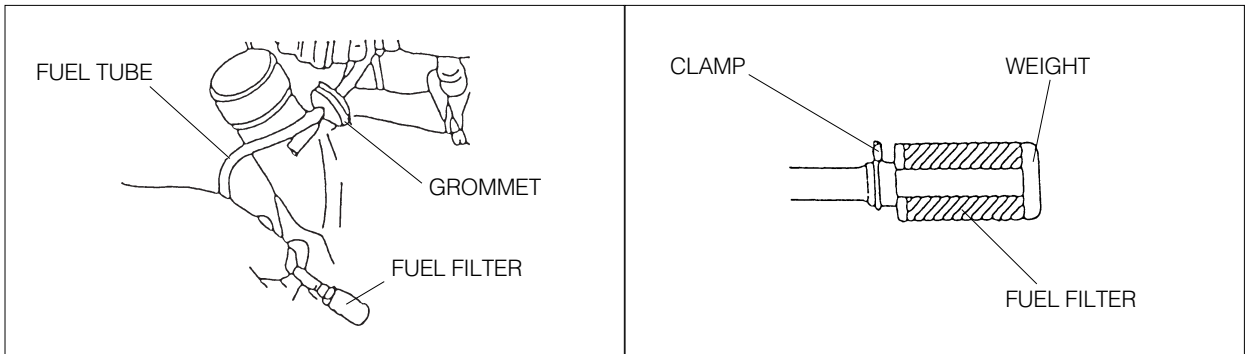 FUEL TUBE
GROMMET
FUEL FILTER
CLAMP
WEIGHT
FUEL FILTER